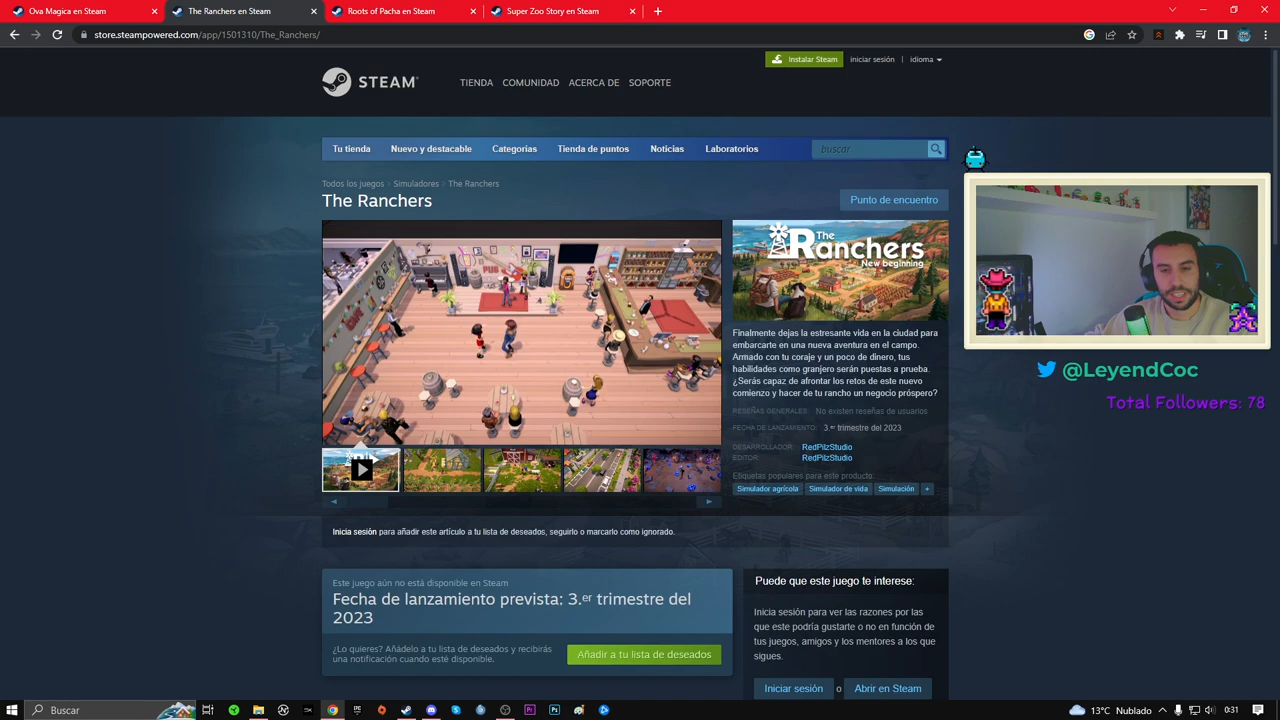 Ova Magica en Steam
The Ranchers en Steam
Roots of Pacha en Steam
Super Zoo Story en Steam
store.steampowered.com/app/1501310/The_Ranchers/
Instalar Steam
iniciar sesión | idioma
STEAM
TIENDA COMUNIDAD ACERCA DE SOPORTE
Tu tienda Nuevo y destacable Categorías Tienda de puntos Noticias Laboratorios
buscar
Todos los juegos > Simuladores > The Ranchers
The Ranchers
Punto de encuentro
PUB
The Ranchers
New beginning
Finalmente dejas la estresante vida en la ciudad para
embarcarte en una nueva aventura en el campo.
Armado con tu coraje y un poco de dinero, tus
habilidades como granjero serán puestas a prueba.
¿Serás capaz de afrontar los retos de este nuevo
comienzo y hacer de tu rancho un negocio próspero?
RESEÑAS GENERALES: No existen reseñas de usuarios
FECHA DE LANZAMIENTO: 3.er trimestre del 2023
DESARROLLADOR: RedPilzStudio
EDITOR: RedPilzStudio
Etiquetas populares para este producto:
Simulador agrícola Simulador de vida Simulación +
@LeyendCoc
Total Followers: 78
Inicia sesión para añadir este artículo a tu lista de deseados, seguirlo o marcarlo como ignorado.
Este juego aún no está disponible en Steam
Fecha de lanzamiento prevista: 3.er trimestre del
2023
¿Lo quieres? Añádelo a tu lista de deseados y recibirás
una notificación cuando esté disponible.
Añadir a tu lista de deseados
Puede que este juego te interese:
Inicia sesión para ver las razones por las
que este podría gustarte o no en función de
tus juegos, amigos y los mentores a los que
sigues.
Iniciar sesión o Abrir en Steam
Buscar
13°C Nublado
0:31